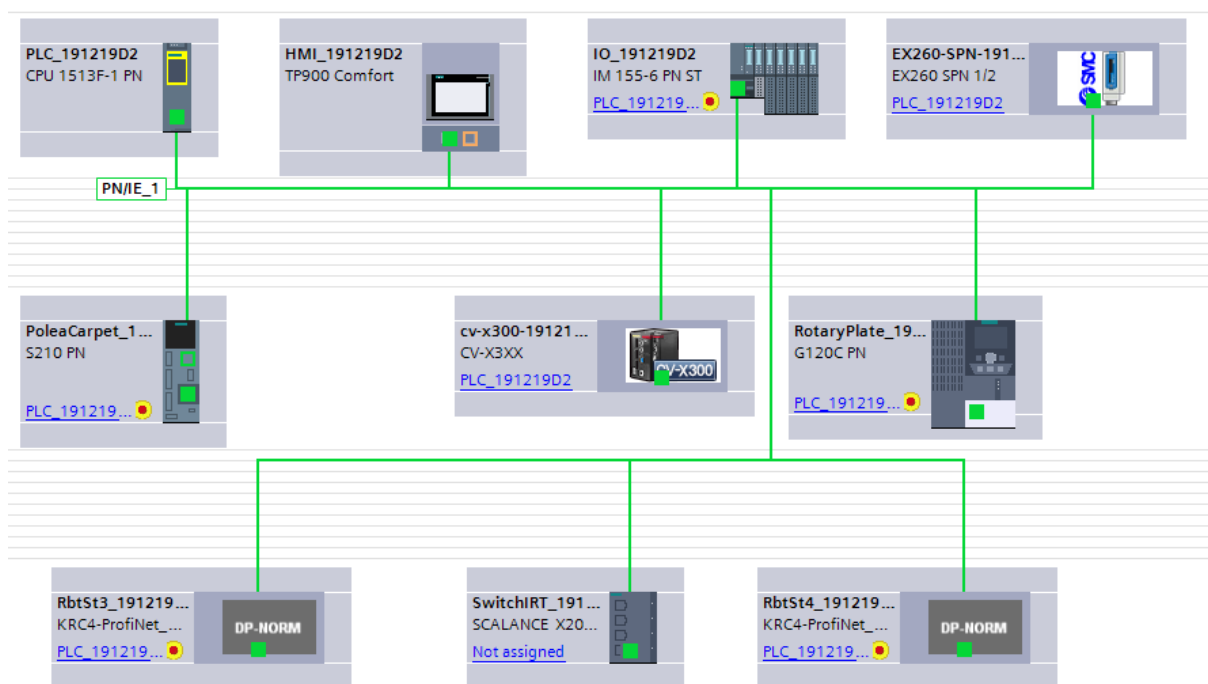 PLC_191219D2
CPU 1513F-1 PN
HMI_191219D2
TP900 Comfort
IO_191219D2
IM 155-6 PN ST
PLC_191219...
EX260-SPN-191...
EX260 SPN 1/2
PLC_191219D2
SMC
PN/IE_1
PoleaCarpet_1...
S210 PN
PLC_191219...
cv-x300-19121...
CV-X3XX
PLC_191219D2
CV-X300
RotaryPlate_19...
G120C PN
PLC_191219...
RbtSt3_191219...
KRC4-ProfiNet_...
PLC_191219...
DP-NORM
SwitchIRT_191...
SCALANCE X20...
Not assigned
RbtSt4_191219...
KRC4-ProfiNet_...
PLC_191219...
DP-NORM